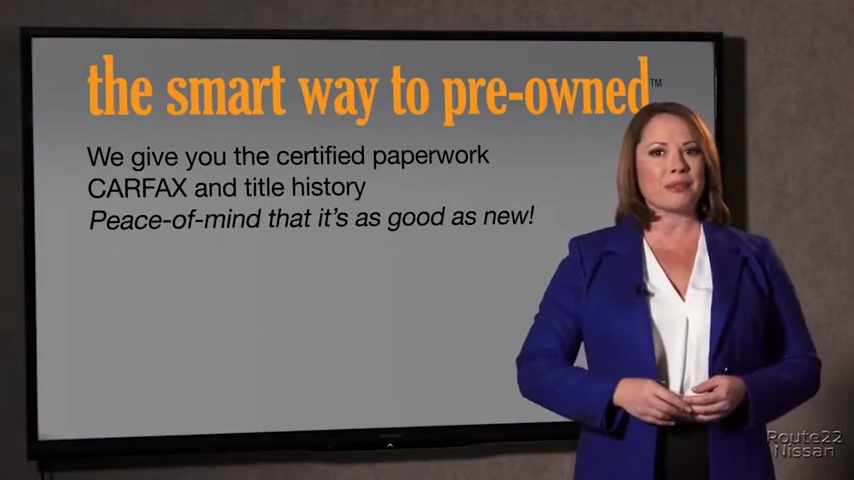 the smart way to pre-owned™
We give you the certified paperwork
CARFAX and title history
Peace-of-mind that it's as good as new!
Route22
Nissan